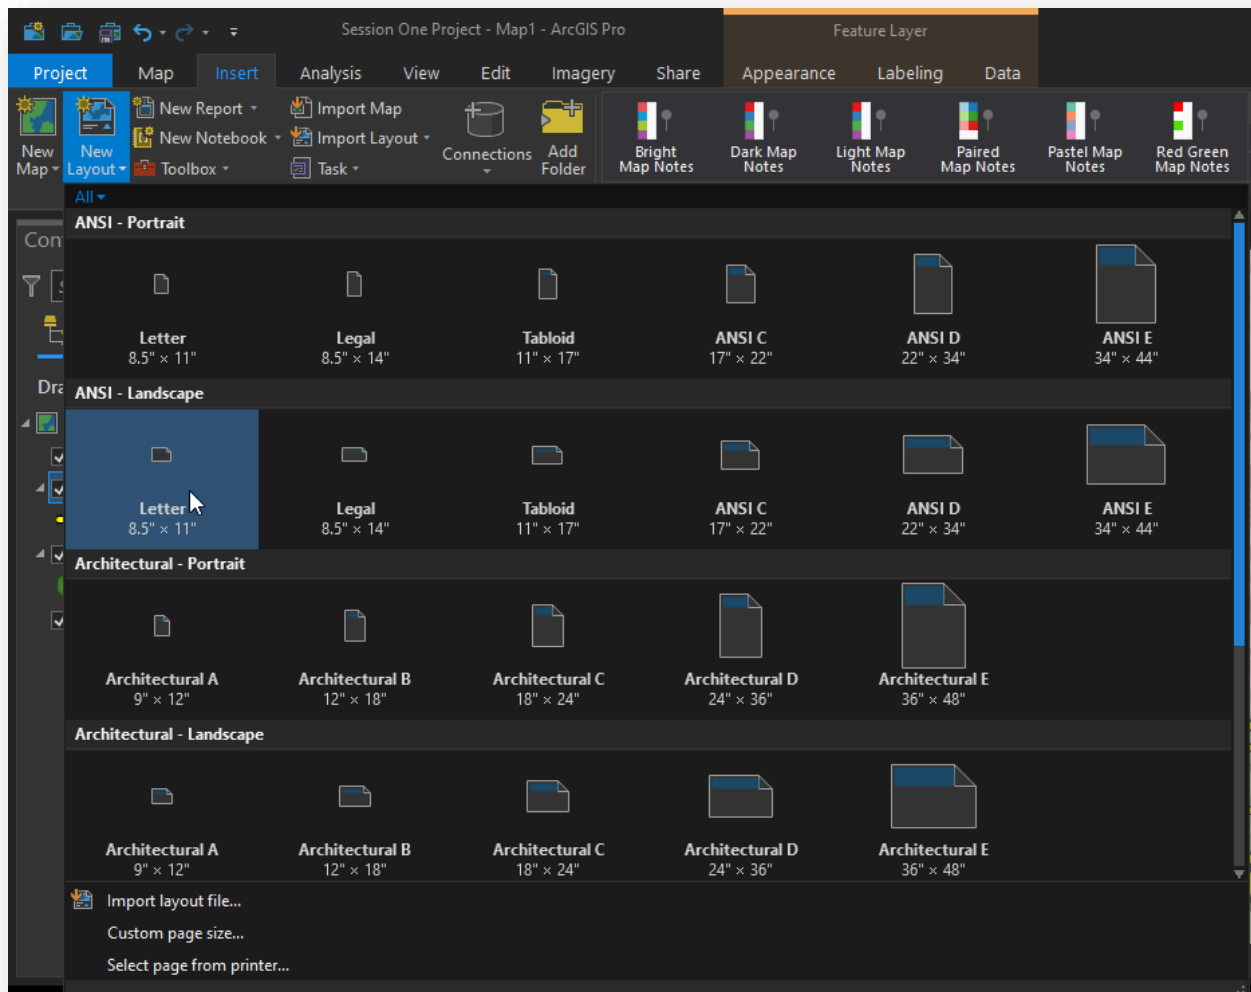 Session One Project - Map1 - ArcGIS Pro
Feature Layer
Project Map Insert Analysis View Edit Imagery Share Appearance Labeling Data
New Map
New Layout
New Report
New Notebook
Toolbox
Import Map
Import Layout
Task
Connections
Add Folder
Bright Map Notes
Dark Map Notes
Light Map Notes
Paired Map Notes
Pastel Map Notes
Red Green Map Notes
All
Con
S
Dra
ANSI - Portrait
Letter Legal Tabloid ANSI C ANSI D ANSI E
8.5" × 11" 8.5" × 14" 11" × 17" 17" × 22" 22" × 34" 34" × 44"
ANSI - Landscape
Letter Legal Tabloid ANSI C ANSI D ANSI E
8.5" × 11" 8.5" × 14" 11" × 17" 17" × 22" 22" × 34" 34" × 44"
Architectural - Portrait
Architectural A Architectural B Architectural C Architectural D Architectural E
9" × 12" 12" × 18" 18" × 24" 24" × 36" 36" × 48"
Architectural - Landscape
Architectural A Architectural B Architectural C Architectural D Architectural E
9" × 12" 12" × 18" 18" × 24" 24" × 36" 36" × 48"
Import layout file...
Custom page size...
Select page from printer...